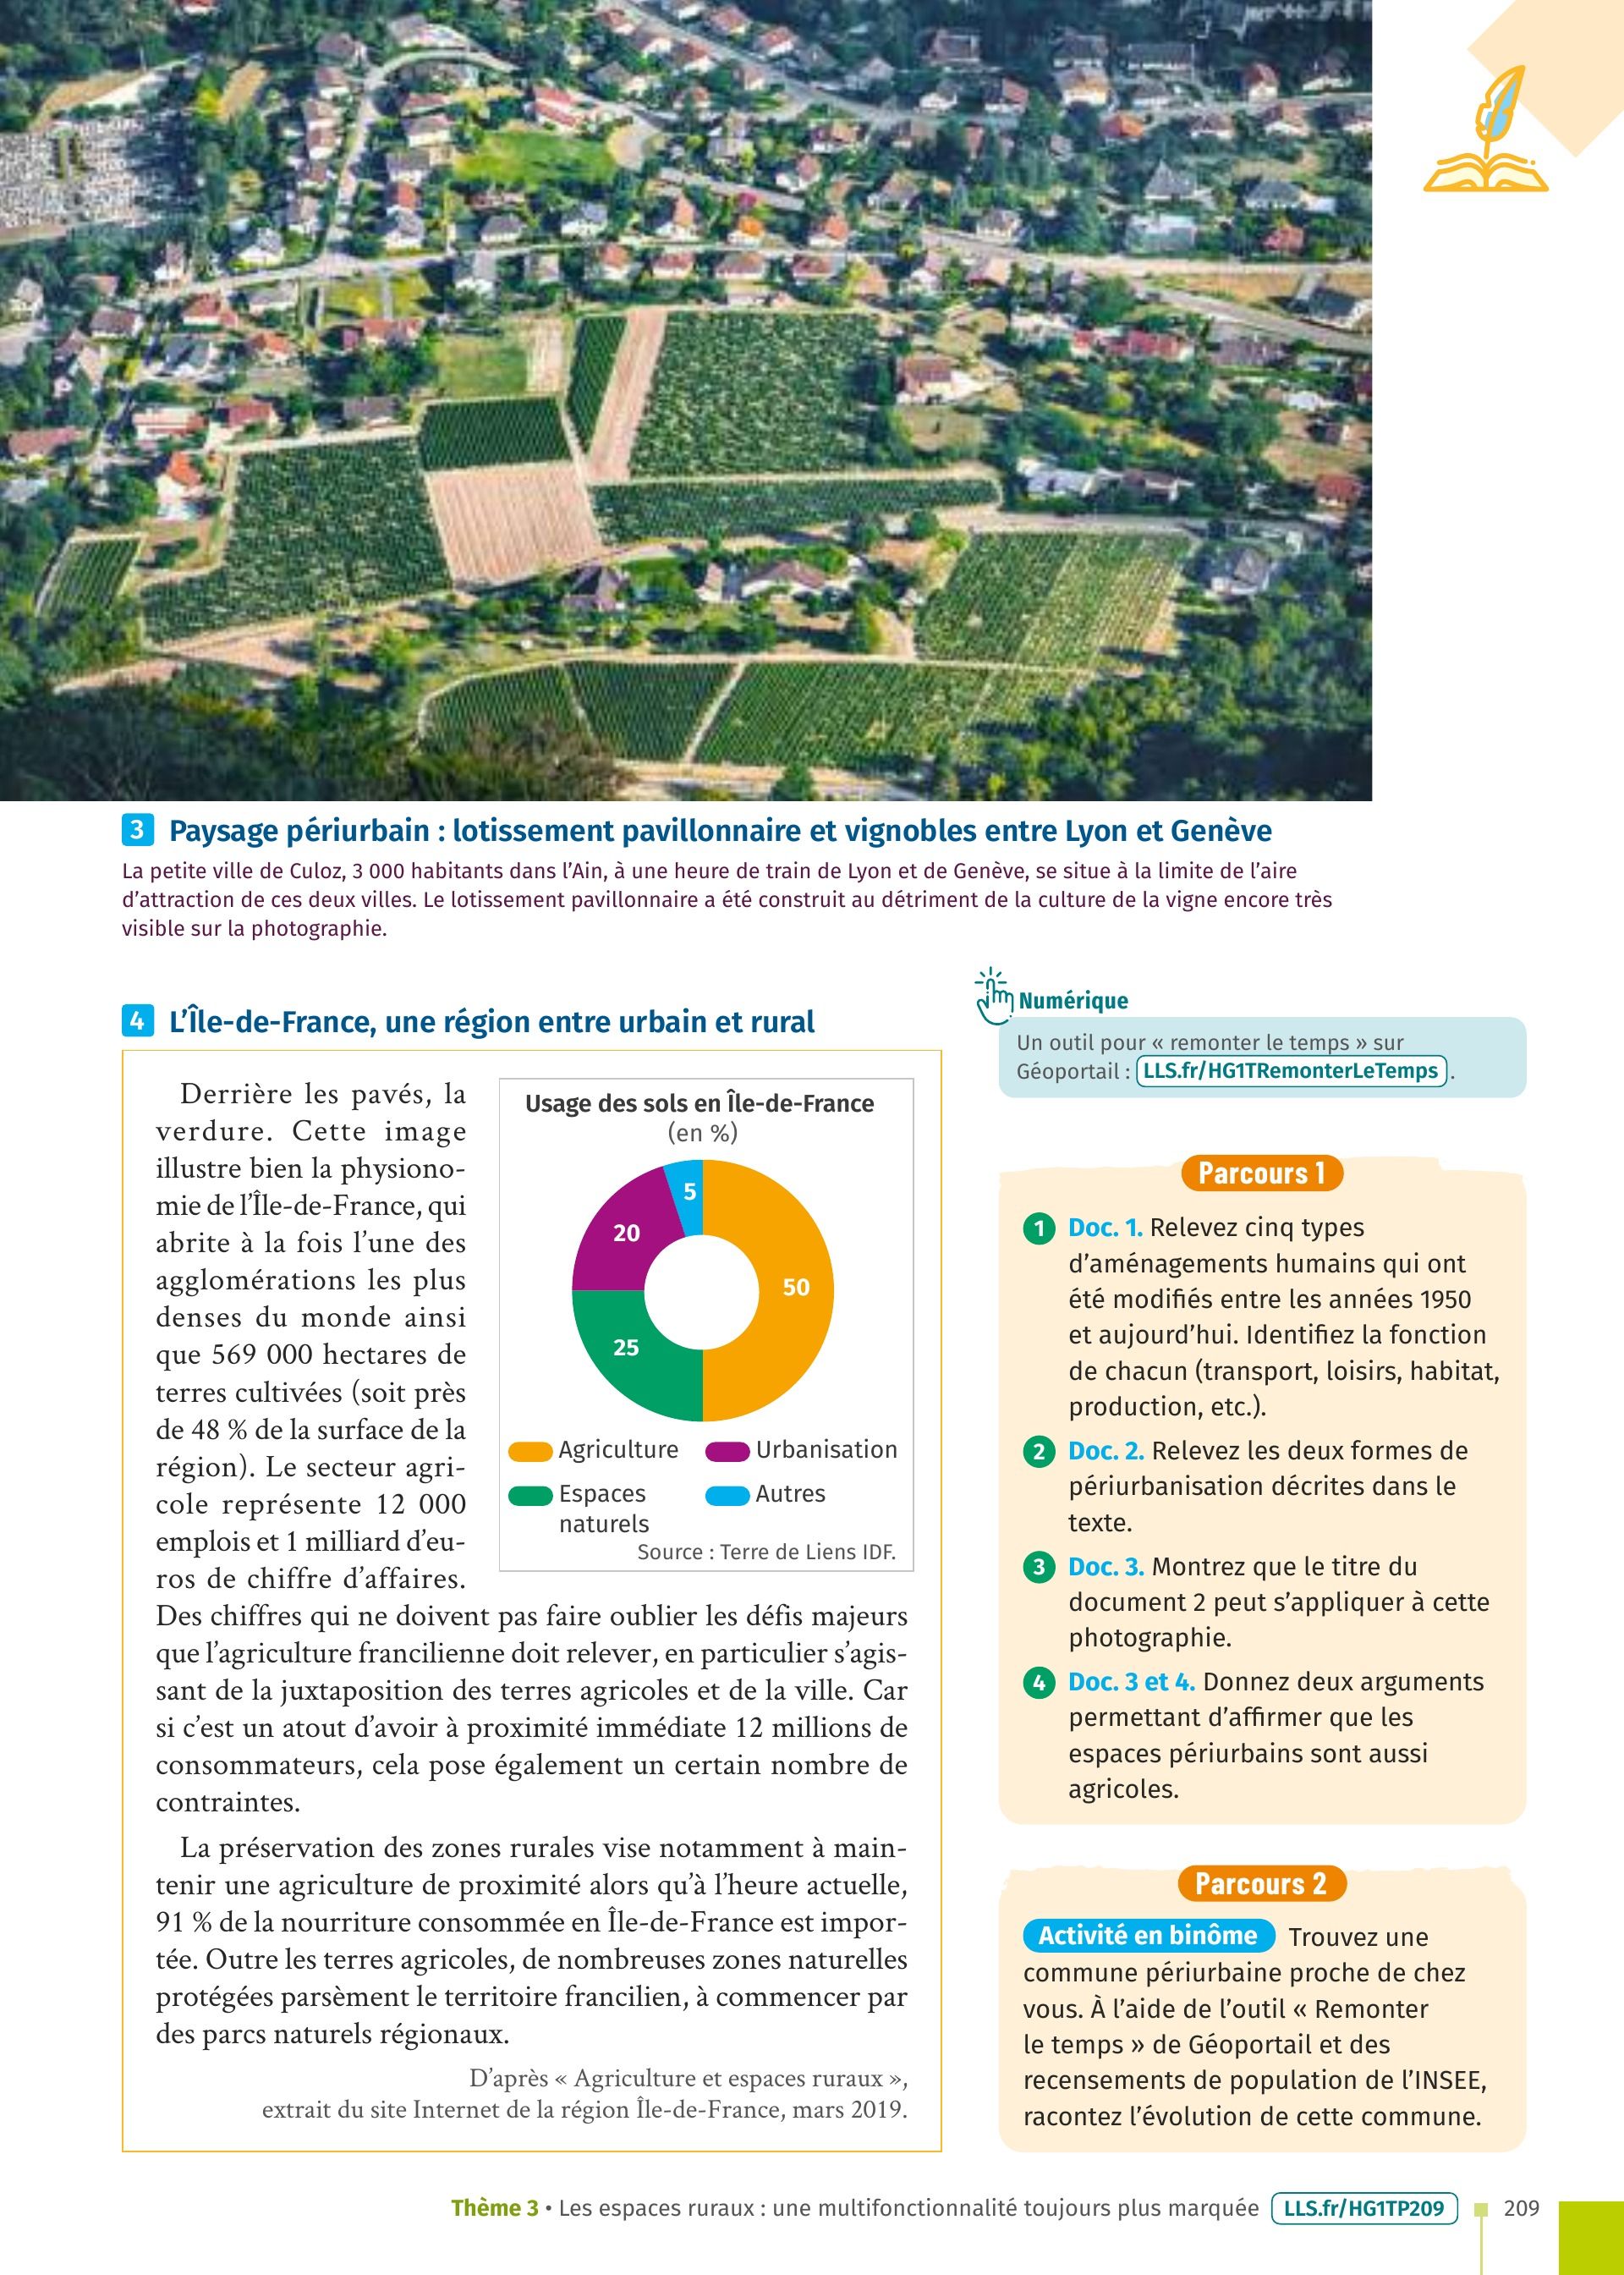 3 Paysage périurbain : lotissement pavillonnaire et vignobles entre Lyon et Genève
La petite ville de Culoz, 3 000 habitants dans l'Ain, à une heure de train de Lyon et de Genève, se situe à la limite de l'aire
d'attraction de ces deux villes. Le lotissement pavillonnaire a été construit au détriment de la culture de la vigne encore très
visible sur la photographie.
4 L'Île-de-France, une région entre urbain et rural
Derrière les pavés, la
verdure. Cette image
illustre bien la physiono-
mie de l'Île-de-France, qui
abrite à la fois l'une des
agglomérations les plus
denses du monde ainsi
que 569 000 hectares de
terres cultivées (soit près
de 48 % de la surface de la
région). Le secteur agri-
cole représente 12 000
emplois et 1 milliard d'eu-
ros de chiffre d'affaires.
Des chiffres qui ne doivent pas faire oublier les défis majeurs
que l'agriculture francilienne doit relever, en particulier s'agis-
sant de la juxtaposition des terres agricoles et de la ville. Car
si c'est un atout d'avoir à proximité immédiate 12 millions de
consommateurs, cela pose également un certain nombre de
contraintes.
La préservation des zones rurales vise notamment à main-
tenir une agriculture de proximité alors qu'à l'heure actuelle,
91 % de la nourriture consommée en Île-de-France est impor-
tée. Outre les terres agricoles, de nombreuses zones naturelles
protégées parsèment le territoire francilien, à commencer par
des parcs naturels régionaux.
D'après « Agriculture et espaces ruraux »,
extrait du site Internet de la région Île-de-France, mars 2019.
Usage des sols en Île-de-France
(en %)
5
20
50
25
Agriculture
Urbanisation
Espaces
naturels
Autres
Source : Terre de Liens IDF.
Numérique
Un outil pour « remonter le temps » sur
Géoportail : LLS.fr/HG1TRemonterLeTemps .
Parcours 1
1 Doc. 1. Relevez cinq types
d'aménagements humains qui ont
été modifiés entre les années 1950
et aujourd'hui. Identifiez la fonction
de chacun (transport, loisirs, habitat,
production, etc.).
2 Doc. 2. Relevez les deux formes de
périurbanisation décrites dans le
texte.
3 Doc. 3. Montrez que le titre du
document 2 peut s'appliquer à cette
photographie.
4 Doc. 3 et 4. Donnez deux arguments
permettant d'affirmer que les
espaces périurbains sont aussi
agricoles.
Parcours 2
Activité en binôme Trouvez une
commune périurbaine proche de chez
vous. À l'aide de l'outil « Remonter
le temps » de Géoportail et des
recensements de population de l'INSEE,
racontez l'évolution de cette commune.
Thème 3 • Les espaces ruraux : une multifonctionnalité toujours plus marquée LLS.fr/HG1TP209 209